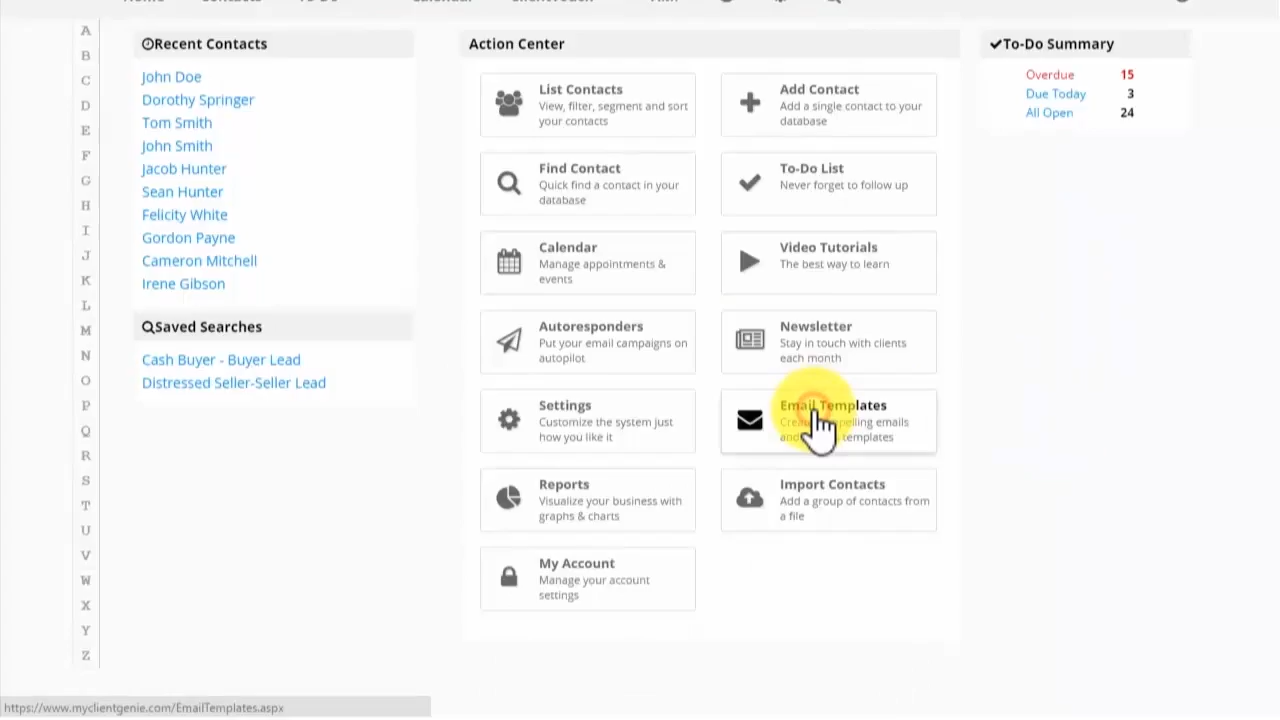 A
B
C
D
E
F
G
H
I
J
K
L
M
N
O
P
Q
R
S
T
U
V
W
X
Y
Z
Recent Contacts
John Doe
Dorothy Springer
Tom Smith
John Smith
Jacob Hunter
Sean Hunter
Felicity White
Gordon Payne
Cameron Mitchell
Irene Gibson
Saved Searches
Cash Buyer - Buyer Lead
Distressed Seller-Seller Lead
Action Center
List Contacts
View, filter, segment and sort
your contacts
Add Contact
Add a single contact to your
database
Find Contact
Quick find a contact in your
database
To-Do List
Never forget to follow up
Calendar
Manage appointments &
events
Video Tutorials
The best way to learn
Autoresponders
Put your email campaigns on
autopilot
Newsletter
Stay in touch with clients
each month
Settings
Customize the system just
how you like it
Email Templates
emails
templates
Reports
Visualize your business with
graphs & charts
Import Contacts
Add a group of contacts from
a file
My Account
Manage your account
settings
To-Do Summary
Overdue 15
Due Today 3
All Open 24
https://www.myclientgenie.com/EmailTemplates.aspx